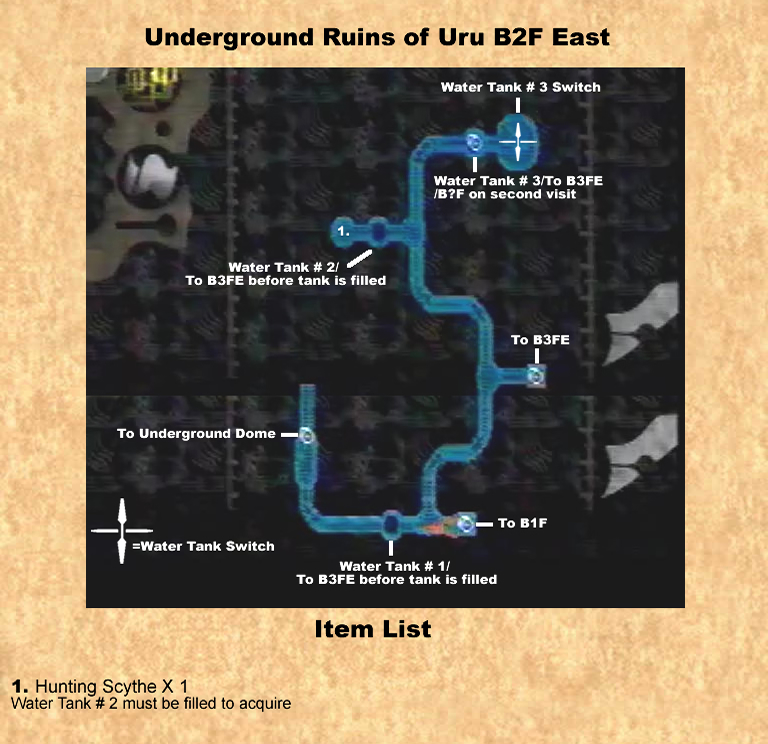 Underground Ruins of Uru B2F East
Water Tank # 3 Switch
Water Tank # 3/To B3FE
/B?F on second visit
1.
Water Tank # 2/
To B3FE before tank is filled
To B3FE
To Underground Dome
To B1F
=Water Tank Switch
Water Tank # 1/
To B3FE before tank is filled
Item List
1. Hunting Scythe X 1
Water Tank # 2 must be filled to acquire